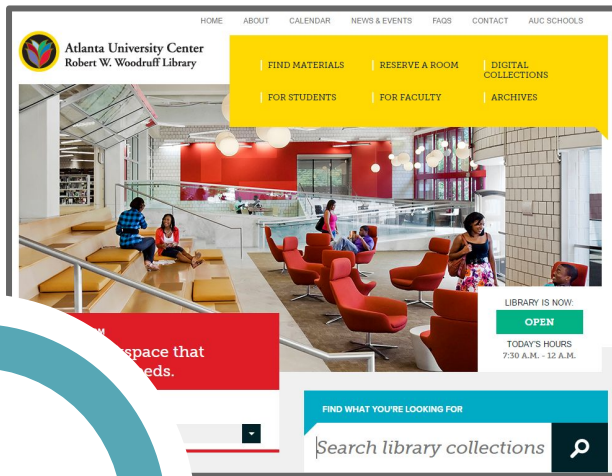 HOME ABOUT CALENDAR NEWS & EVENTS FAQS CONTACT AUC SCHOOLS
Atlanta University Center
Robert W. Woodruff Library
FIND MATERIALS RESERVE A ROOM DIGITAL
COLLECTIONS
FOR STUDENTS FOR FACULTY ARCHIVES
LIBRARY IS NOW:
OPEN
TODAY'S HOURS
7:30 A.M. - 12 A.M.
that
FIND WHAT YOU'RE LOOKING FOR
Search library collections